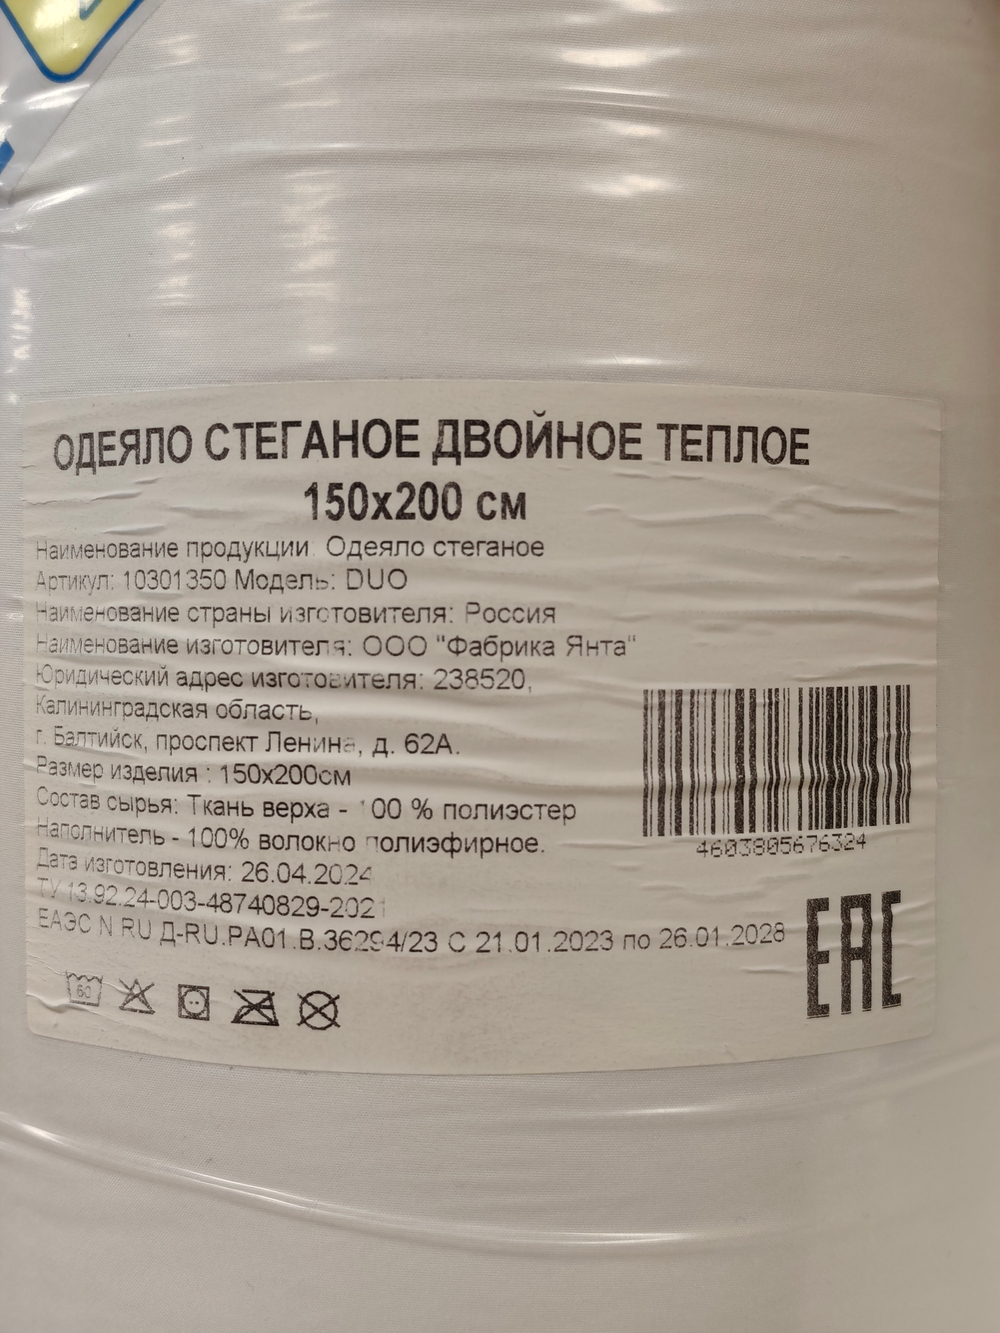 ОДЕЯЛО СТЕГАНОЕ ДВОЙНОЕ ТЕПЛОЕ
150х200 см
Наименование продукции: Одеяло стеганое
Артикул: 10301350 Модель: DUO
Наименование страны изготовителя: Россия
Наименование изготовителя: ООО "Фабрика Янта"
Юридический адрес изготовителя: 238520,
Калининградская область,
г. Балтийск, проспект Ленина, д. 62А.
Размер изделия : 150х200см
Состав сырья: Ткань верха - 100 % полиэстер
Наполнитель - 100% волокно полиэфирное.
Дата изготовления: 26.04.2024
ТУ 13.92.24-003-48740829-2021
ЕАЭС N RU Д-RU.РА01.В.36294/23 С 21.01.2023 по 26.01.2028
4603805676324
60
EAC